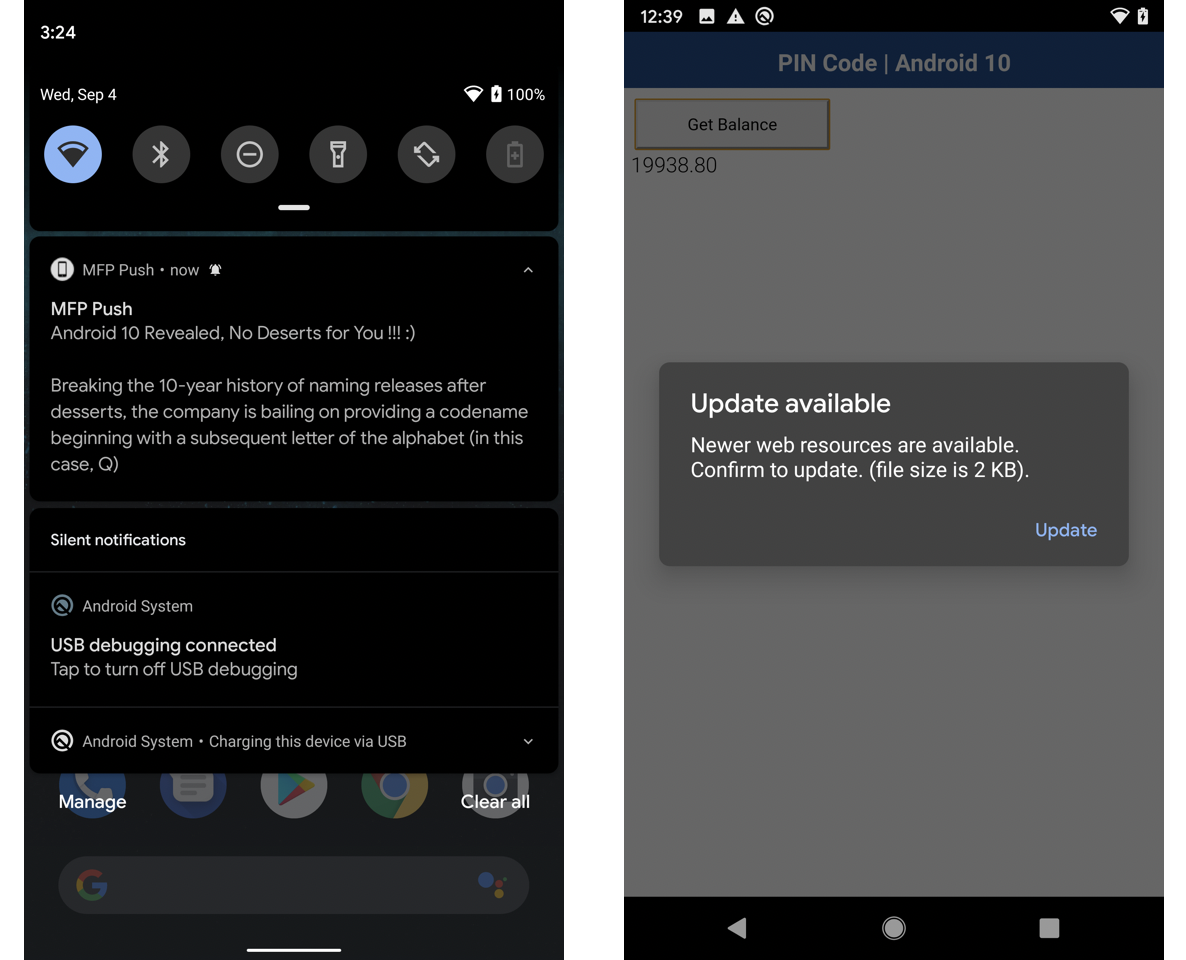 3:24
Wed, Sep 4
100%
MFP Push • now
MFP Push
Android 10 Revealed, No Deserts for You !!! :)
Breaking the 10-year history of naming releases after
desserts, the company is bailing on providing a codename
beginning with a subsequent letter of the alphabet (in this
case, Q)
Silent notifications
Android System
USB debugging connected
Tap to turn off USB debugging
Android System • Charging this device via USB
Manage
Clear all
12:39
PIN Code | Android 10
Get Balance
19938.80
Update available
Newer web resources are available.
Confirm to update. (file size is 2 KB).
Update